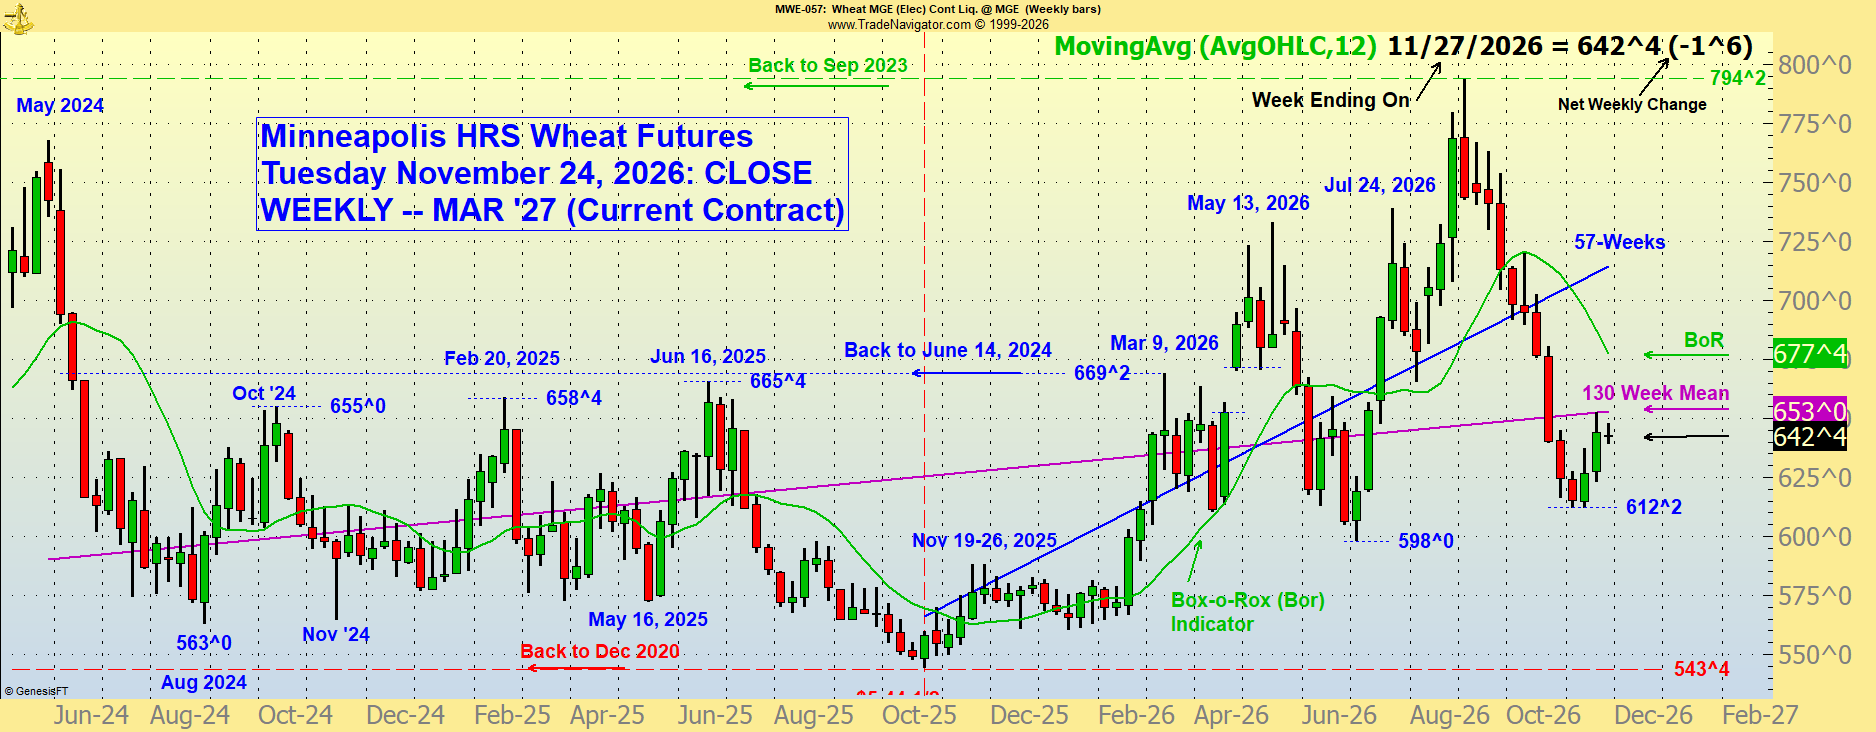 MWE-057: Wheat MGE (Elec) Cont Liq. @ MGE (Weekly bars)
www.TradeNavigator.com © 1999-2026
MovingAvg (AvgOHLC,12) 11/27/2026 = 642^4 (-1^6)
Back to Sep 2023
800^0
794^2
Week Ending On
Net Weekly Change
May 2024
775^0
Minneapolis HRS Wheat Futures
Tuesday November 24, 2026: CLOSE
WEEKLY -- MAR '27 (Current Contract)
750^0
Jul 24, 2026
May 13, 2026
57-Weeks
725^0
700^0
BoR
677^4
Mar 9, 2026
Back to June 14, 2024
Jun 16, 2025
Feb 20, 2025
669^2
665^4
Oct '24
658^4
655^0
130 Week Mean
653^0
642^4
625^0
612^2
600^0
598^0
Nov 19-26, 2025
575^0
Box-o-Rox (Bor)
Indicator
May 16, 2025
Nov '24
563^0
Back to Dec 2020
550^0
543^4
Aug 2024
© GenesisFT
Jun-24 Aug-24 Oct-24 Dec-24 Feb-25 Apr-25 Jun-25 Aug-25 Oct-25 Dec-25 Feb-26 Apr-26 Jun-26 Aug-26 Oct-26 Dec-26 Feb-27